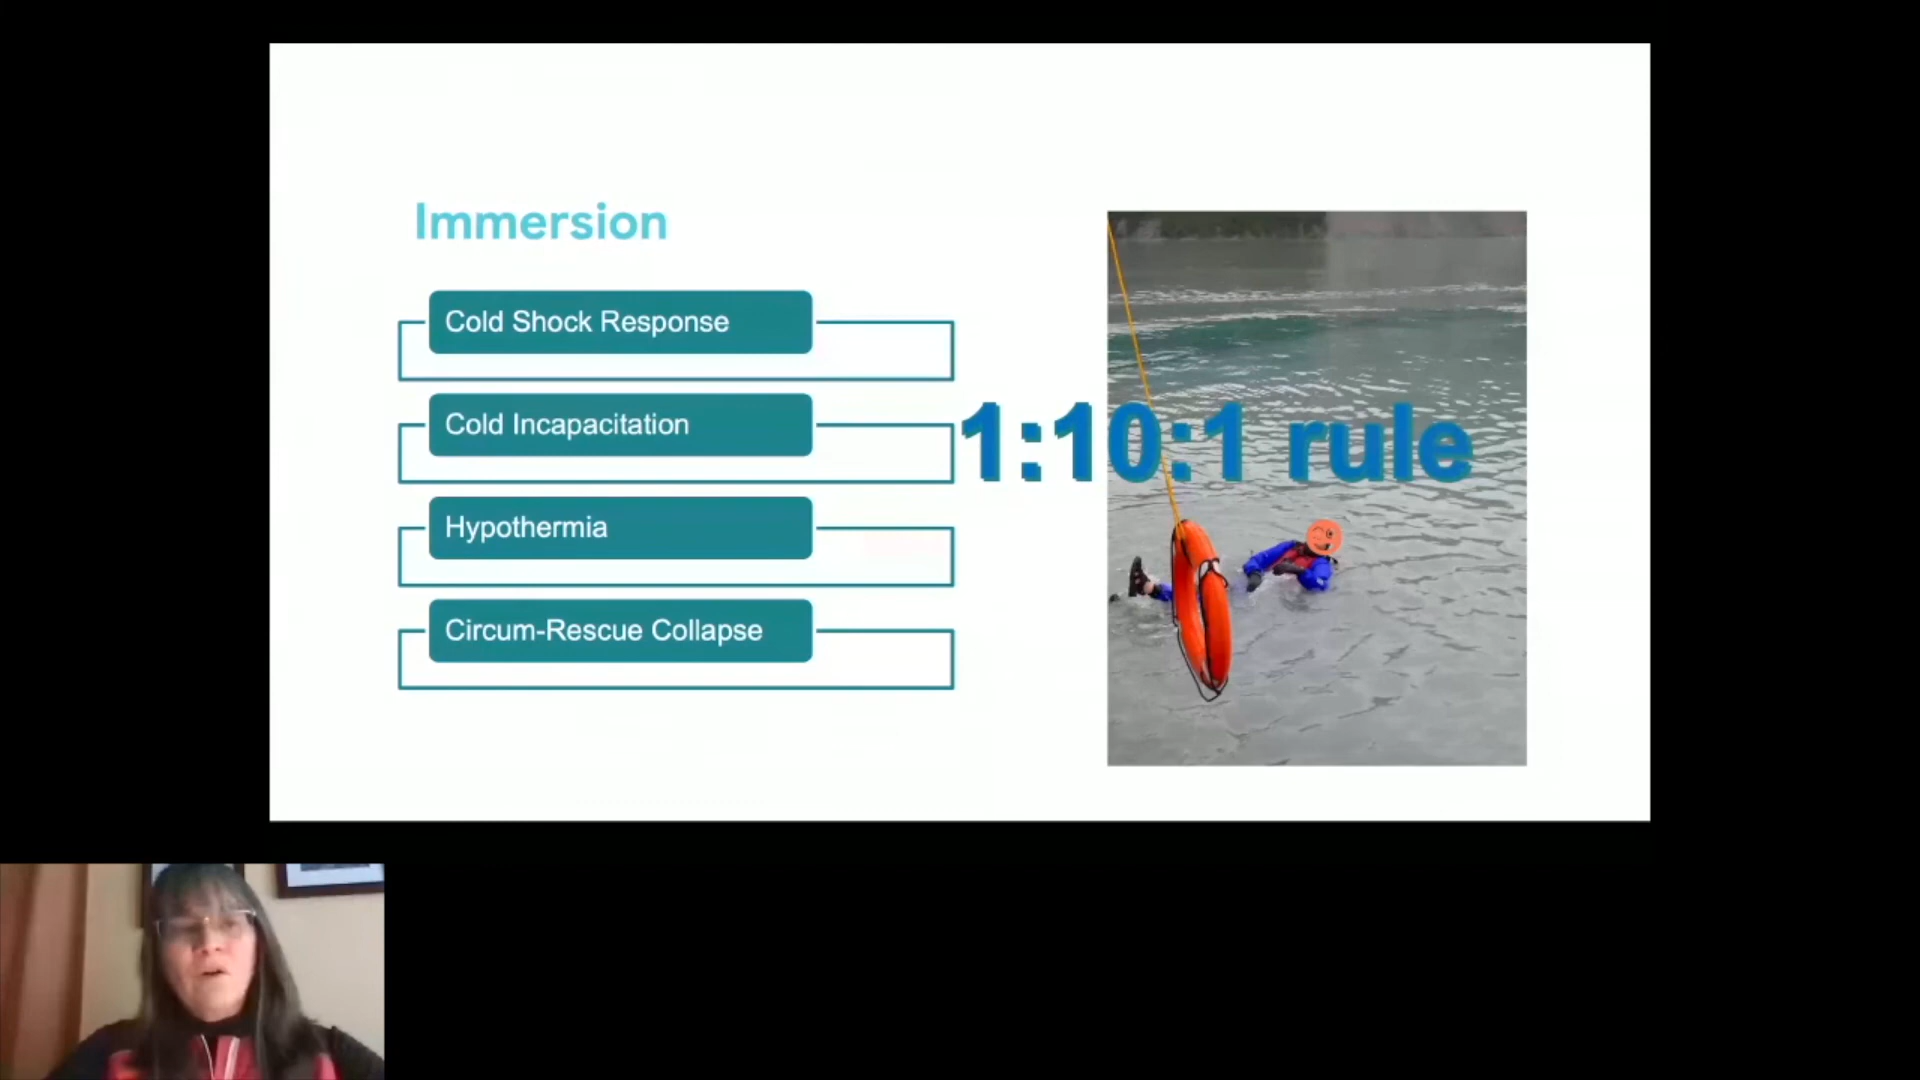 Immersion
Cold Shock Response
Cold Incapacitation
1:10:1 rule
Hypothermia
Circum-Rescue Collapse